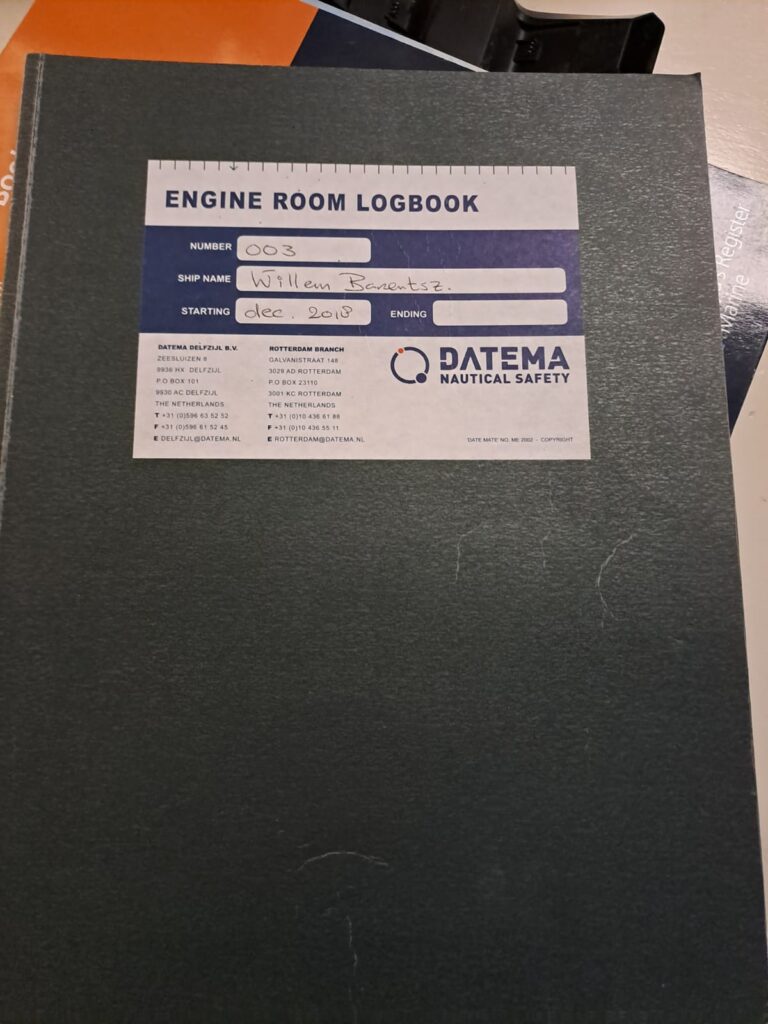 ENGINE ROOM LOGBOOK
NUMBER 003
SHIP NAME Willem Barentsz.
STARTING dec. 2018 ENDING
DATEMA DELFZIJL B.V.
ZEESLUIZEN 8
9936 HX DELFZIJL
P.O BOX 101
9930 AC DELFZIJL
THE NETHERLANDS
T +31 (0)596 63 52 52
F +31 (0)596 61 52 45
E DELFZIJL@DATEMA.NL
ROTTERDAM BRANCH
GALVANISTRAAT 148
3029 AD ROTTERDAM
P.O BOX 23110
3001 KC ROTTERDAM
THE NETHERLANDS
T +31 (0)10 436 61 88
F +31 (0)10 436 55 11
E ROTTERDAM@DATEMA.NL
DATEMA
NAUTICAL SAFETY
'DATE MATE' NO. ME 2002 - COPYRIGHT
Register
Marine